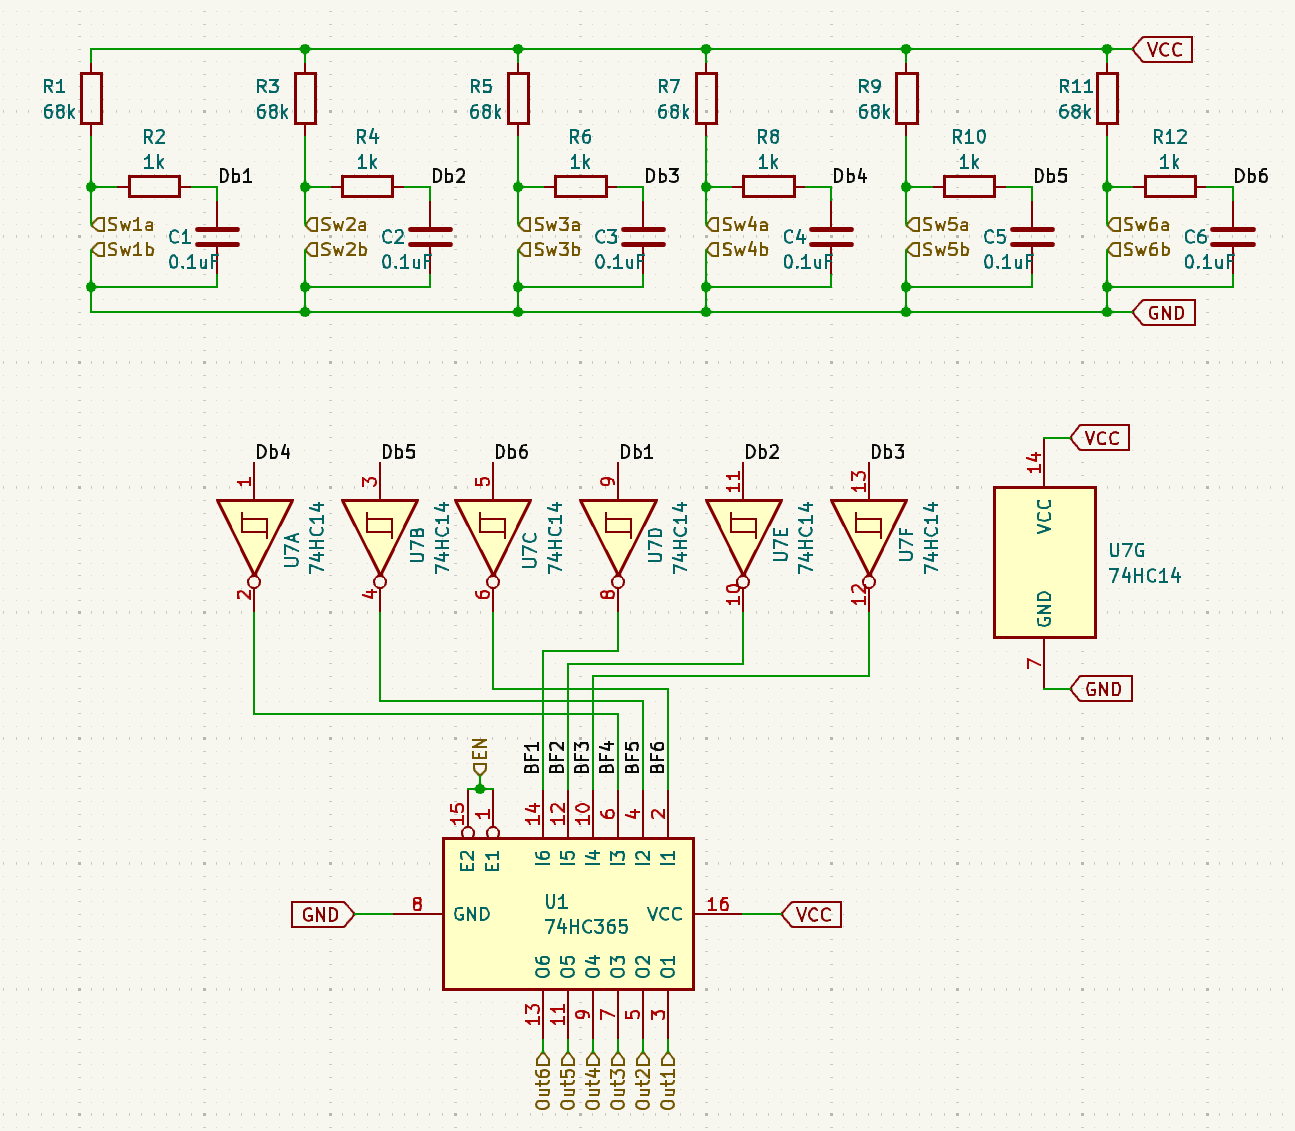 VCC
R1
68k
R3
68k
R5
68k
R7
68k
R9
68k
R11
68k
R2
1k
R4
1k
R6
1k
R8
1k
R10
1k
R12
1k
Db1
Db2
Db3
Db4
Db5
Db6
Sw1a
Sw1b
C1
0.1uF
Sw2a
Sw2b
C2
0.1uF
Sw3a
Sw3b
C3
0.1uF
Sw4a
Sw4b
C4
0.1uF
Sw5a
Sw5b
C5
0.1uF
Sw6a
Sw6b
C6
0.1uF
GND
Db4
1
U7A
74HC14
2
Db5
3
U7B
74HC14
4
Db6
5
U7C
74HC14
6
Db1
9
U7D
74HC14
8
Db2
11
U7E
74HC14
10
Db3
13
U7F
74HC14
12
VCC
14
VCC
U7G
74HC14
GND
7
GND
EN
BF1
BF2
BF3
BF4
BF5
BF6
15
1
14
12
10
6
4
2
E2
E1
I6
I5
I4
I3
I2
I1
GND
8
GND
U1
74HC365
VCC
16
VCC
O6
O5
O4
O3
O2
O1
13
11
9
7
5
3
Out6
Out5
Out4
Out3
Out2
Out1